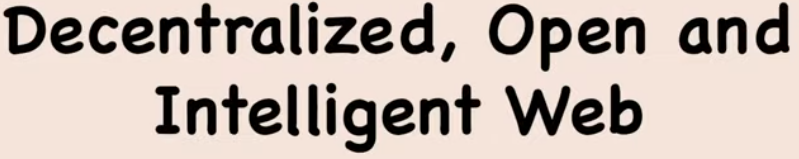 Decentralized, Open and
Intelligent Web